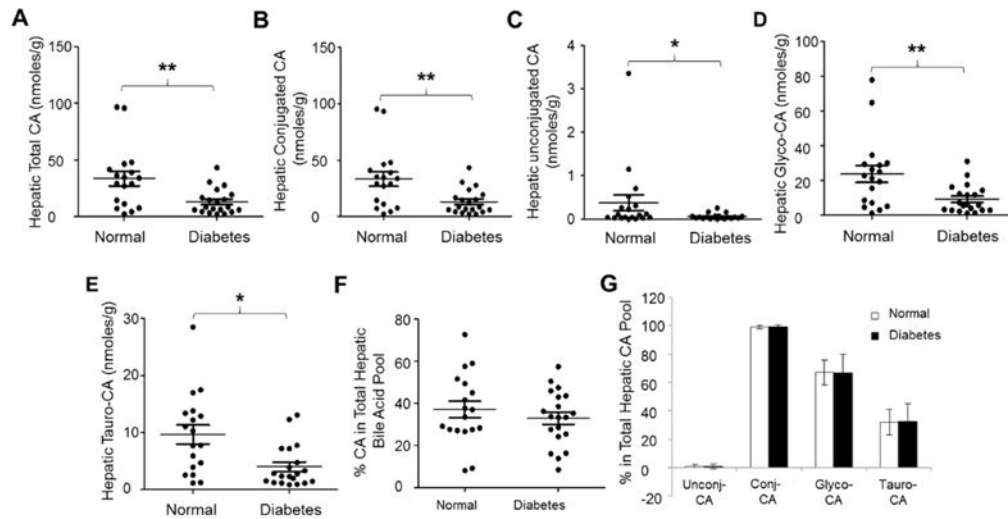 A
Hepatic Total CA (nmoles/g)
150
100
50
0
**
Normal
Diabetes
B
Hepatic Conjugated CA
(nmoles/g)
150
100
50
0
**
Normal
Diabetes
C
Hepatic unconjugated CA
(nmoles/g)
4
3
2
1
0
*
Normal
Diabetes
D
Hepatic Glyco-CA (nmoles/g)
100
80
60
40
20
0
**
Normal
Diabetes
E
Hepatic Tauro-CA (nmoles/g)
30
20
10
0
*
Normal
Diabetes
F
% CA in Total Hepatic
Bile Acid Pool
80
60
40
20
0
Normal
Diabetes
G
% in Total Hepatic CA Pool
120
100
80
60
40
20
0
-20
Normal
Diabetes
Unconj-
CA
Conj-
CA
Glyco-
CA
Tauro-
CA